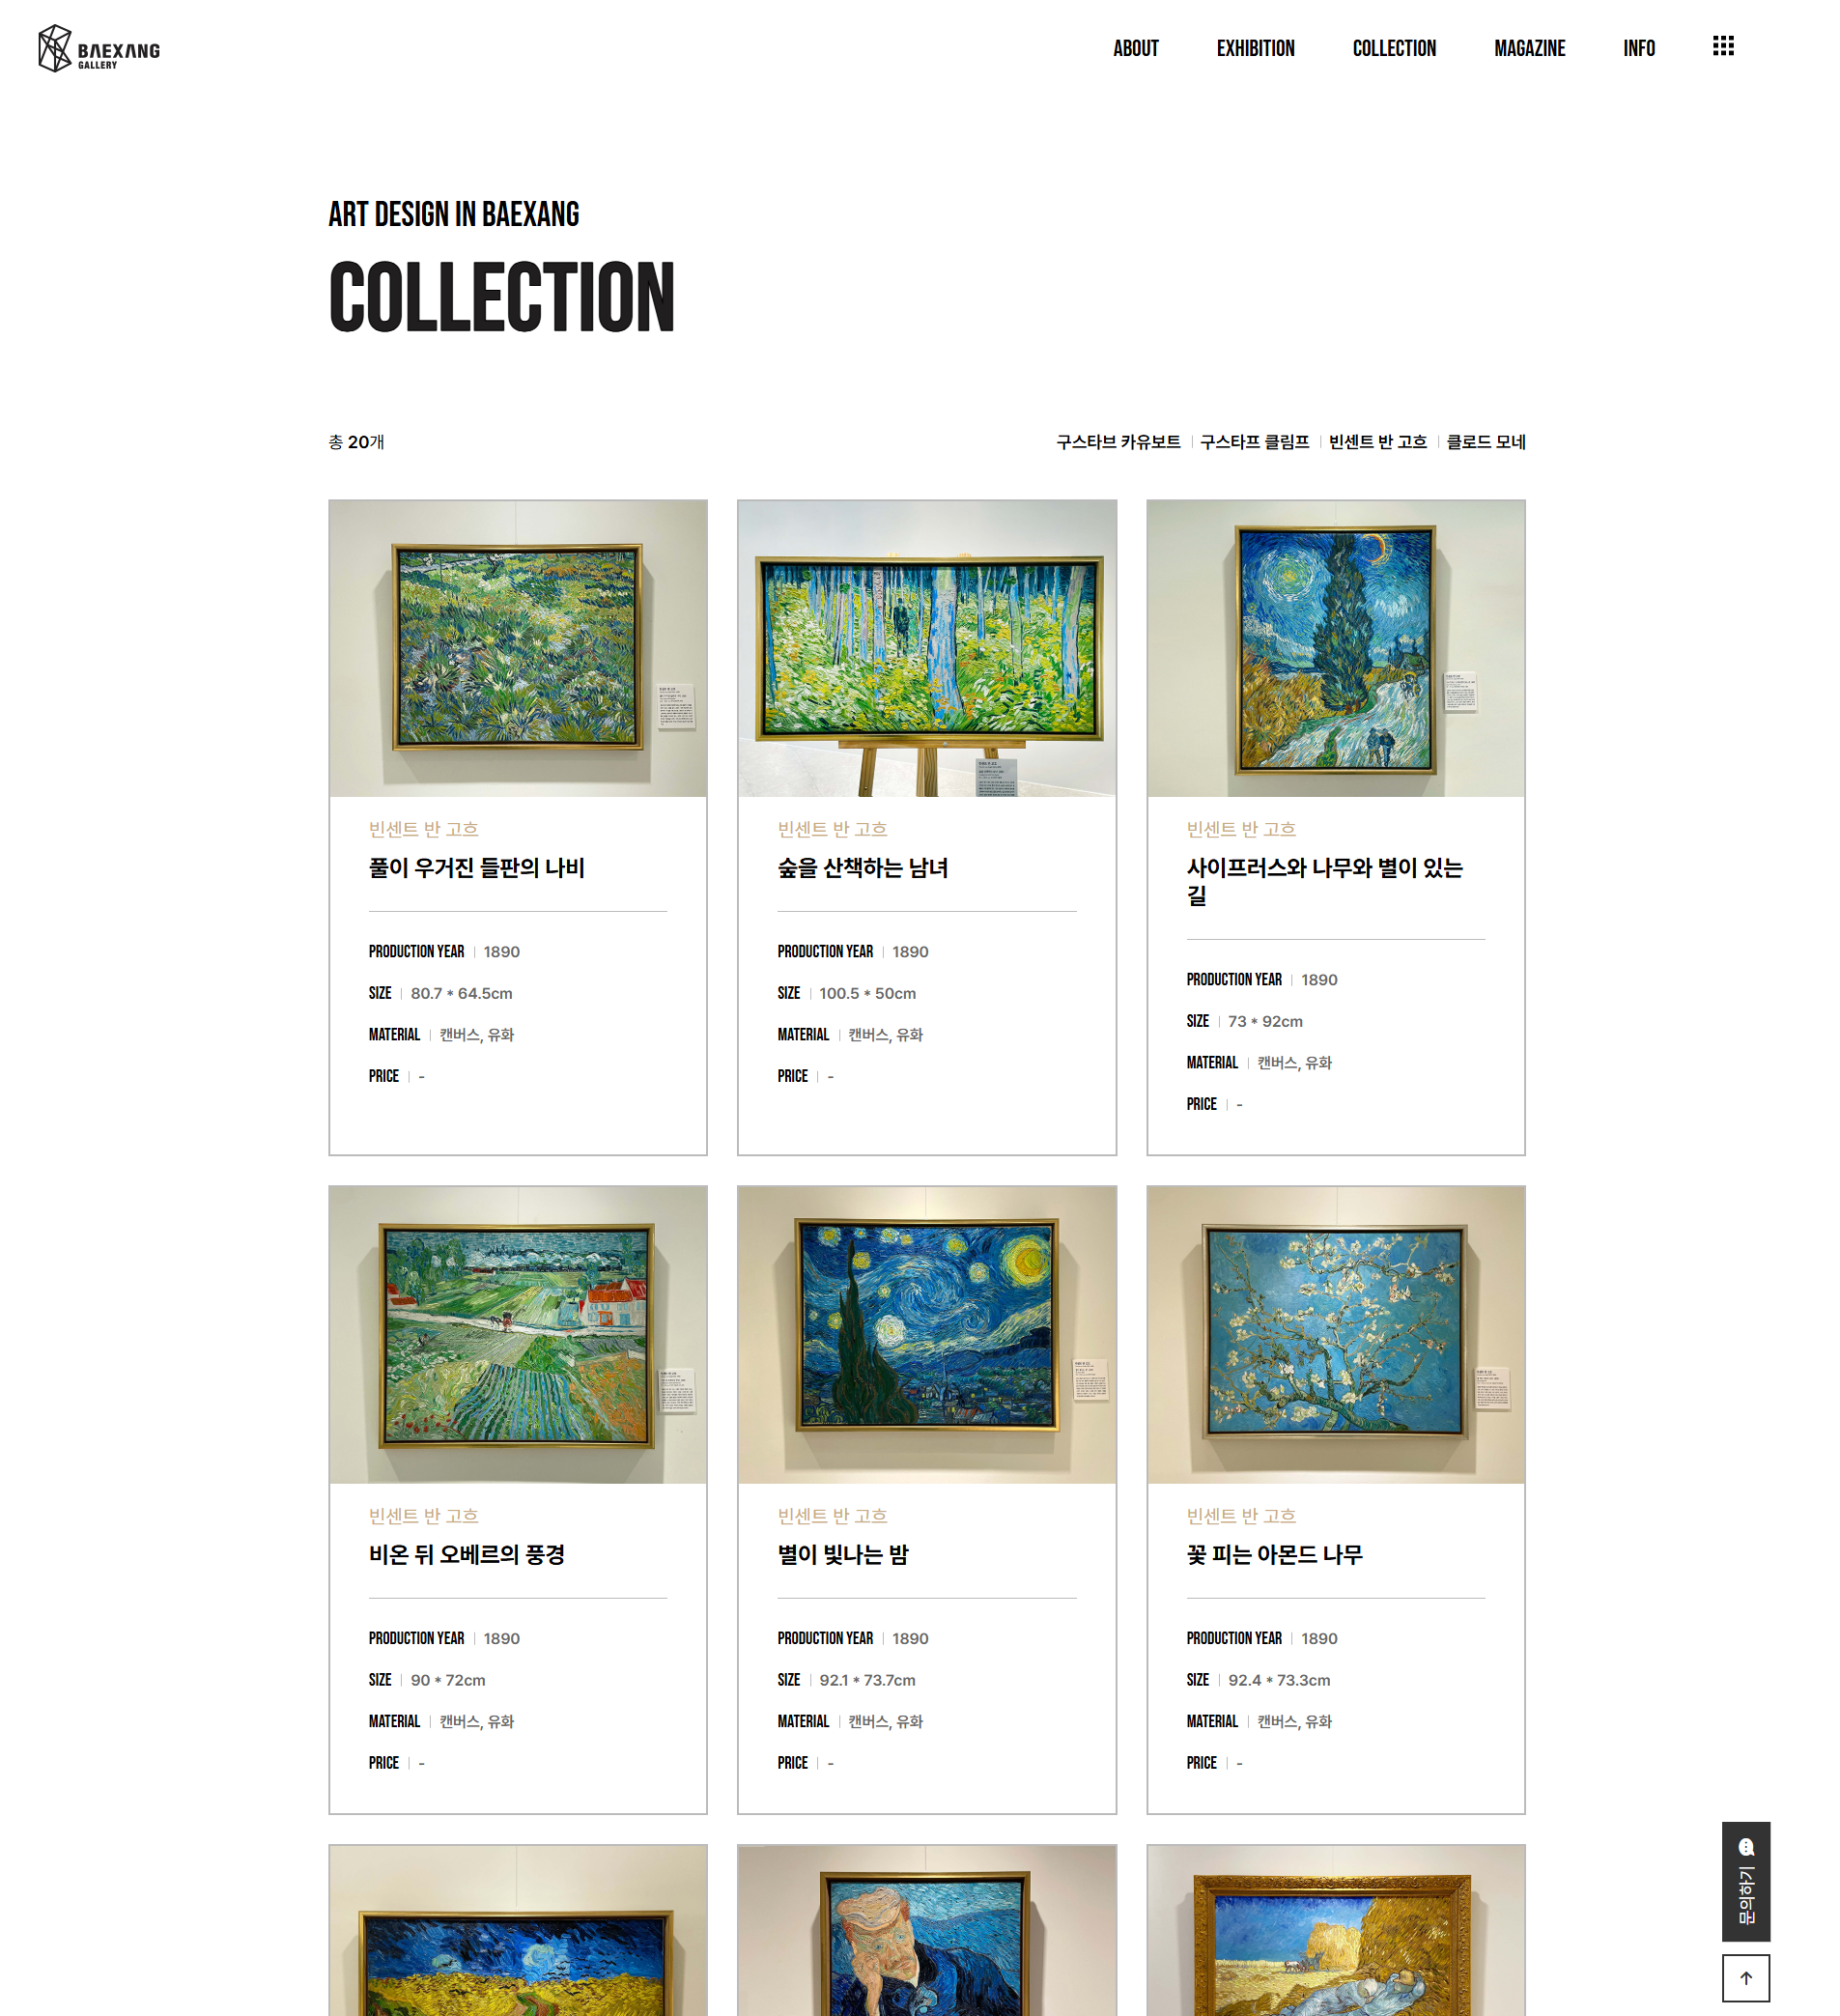 BAEXANG
GALLERY
ABOUT
EXHIBITION
COLLECTION
MAGAZINE
INFO
ART DESIGN IN BAEXANG
COLLECTION
총 20개
구스타브 카유보트
구스타프 클림프
빈센트 반 고흐
클로드 모네
빈센트 반 고흐
풀이 우거진 들판의 나비
PRODUCTION YEAR 1890
SIZE 80.7 * 64.5cm
MATERIAL 캔버스, 유화
PRICE -
빈센트 반 고흐
숲을 산책하는 남녀
PRODUCTION YEAR 1890
SIZE 100.5 * 50cm
MATERIAL 캔버스, 유화
PRICE -
빈센트 반 고흐
사이프러스와 나무와 별이 있는
길
PRODUCTION YEAR 1890
SIZE 73 * 92cm
MATERIAL 캔버스, 유화
PRICE -
빈센트 반 고흐
비온 뒤 오베르의 풍경
PRODUCTION YEAR 1890
SIZE 90 * 72cm
MATERIAL 캔버스, 유화
PRICE -
빈센트 반 고흐
별이 빛나는 밤
PRODUCTION YEAR 1890
SIZE 92.1 * 73.7cm
MATERIAL 캔버스, 유화
PRICE -
빈센트 반 고흐
꽃 피는 아몬드 나무
PRODUCTION YEAR 1890
SIZE 92.4 * 73.3cm
MATERIAL 캔버스, 유화
PRICE -
문의하기